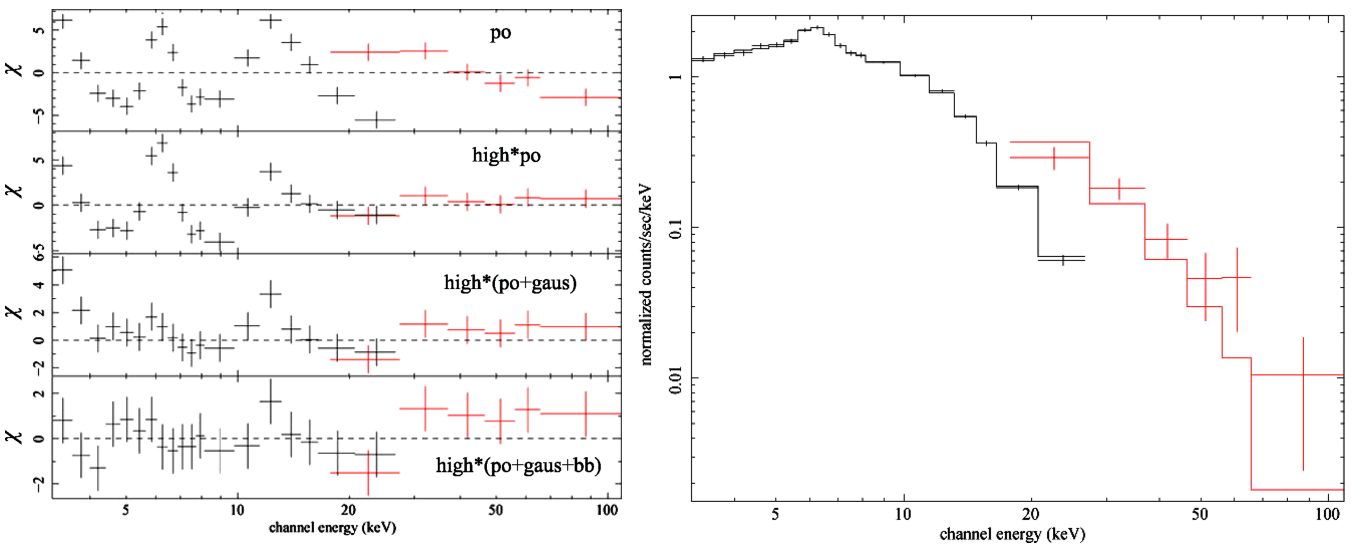 po
χ
5
0
-5
high*po
χ
5
0
-5
high*(po+gaus)
χ
6
4
2
0
-2
high*(po+gaus+bb)
χ
2
0
-2
5 10 20 50 100
channel energy (keV)
normalized counts/sec/keV
1
0.1
0.01
5 10 20 50 100
channel energy (keV)